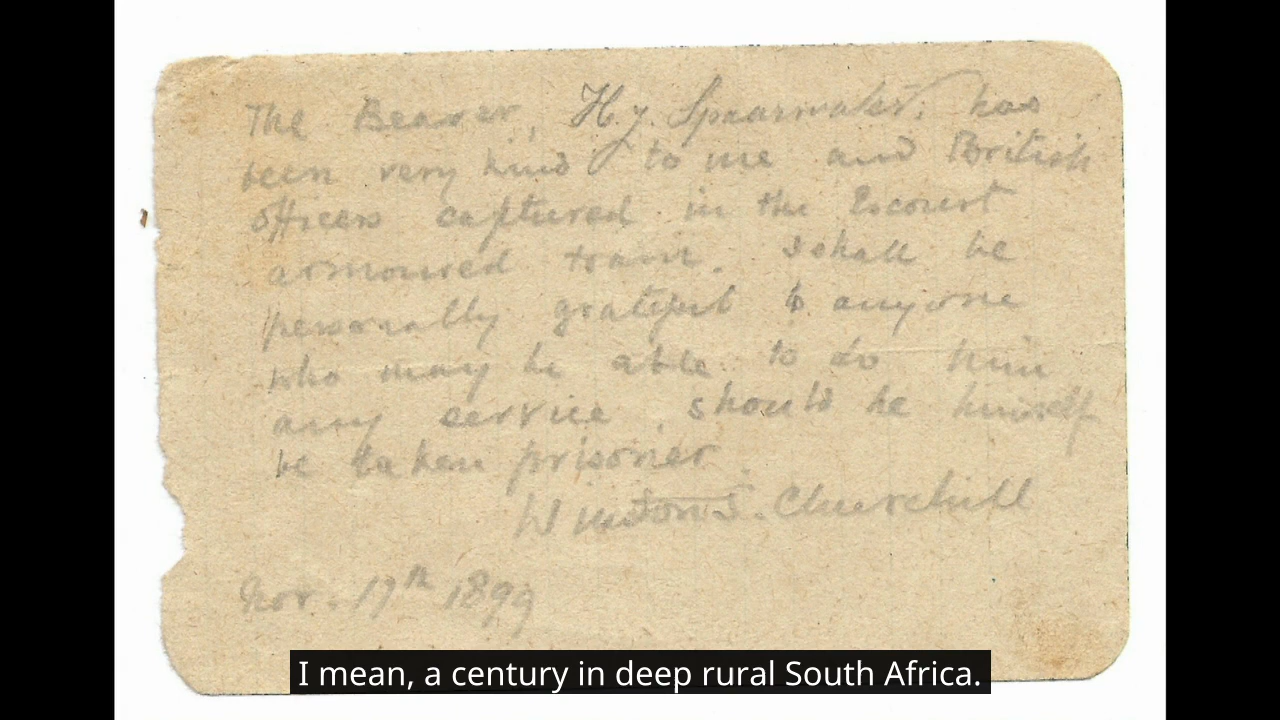 The Bearer, H.y. Spaarwater, has
been very kind to me and British
officers captured in the Escourt
armoured train. I shall be
personally grateful to anyone
who may be able to do him
any service should he himself
be taken prisoner
Winston S. Churchill
Nov. 17th 1899
I mean, a century in deep rural South Africa.